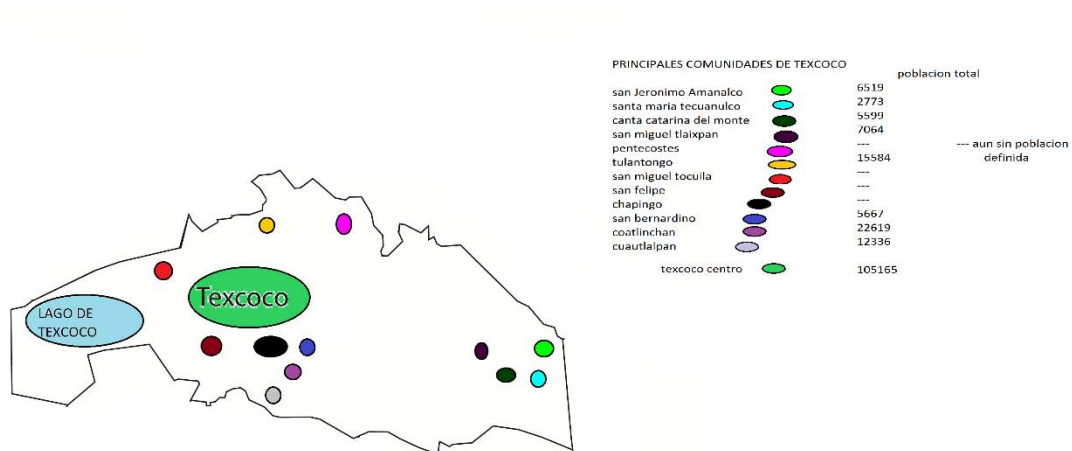 PRINCIPALES COMUNIDADES DE TEXCOCO
poblacion total
san Jeronimo Amanalco 6519
santa maria tecuanulco 2773
canta catarina del monte 5599
san miguel tlaixpan 7064
pentecostes ---
--- aun sin poblacion
definida
tulantongo 15584
san miguel tocuila ---
san felipe ---
chapingo ---
san bernardino 5667
coatlinchan 22619
cuautlalpan 12336
texcoco centro 105165
Texcoco
LAGO DE
TEXCOCO